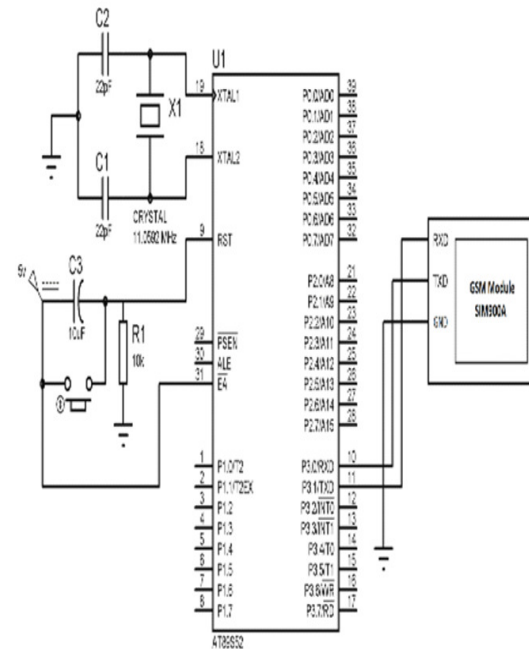 C2
22pF
U1
19
XTAL1
X1
18
XTAL2
C1
22pF
CRYSTAL
11.0592 MHz
9
RST
5v
C3
10uF
R1
10k
29
PSEN
30
ALE
31
EA
1
P1.0/T2
2
P1.1/T2EX
3
P1.2
4
P1.3
5
P1.4
6
P1.5
7
P1.6
8
P1.7
P0.0/AD0
39
P0.1/AD1
38
P0.2/AD2
37
P0.3/AD3
36
P0.4/AD4
35
P0.5/AD5
34
P0.6/AD6
33
P0.7/AD7
32
P2.0/A8
21
P2.1/A9
22
P2.2/A10
23
P2.3/A11
24
P2.4/A12
25
P2.5/A13
26
P2.6/A14
27
P2.7/A15
28
P3.0/RXD
10
P3.1/TXD
11
P3.2/INT0
12
P3.3/INT1
13
P3.4/T0
14
P3.5/T1
15
P3.6/WR
16
P3.7/RD
17
AT89S52
RXD
TXD
GND
GSM Module
SIM900A